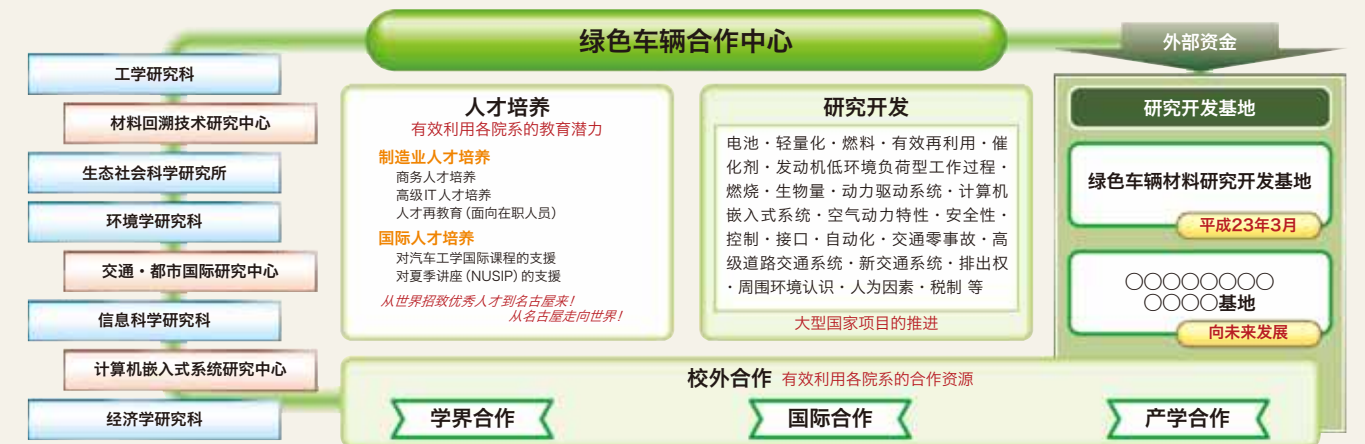 绿色车辆合作中心
外部资金
工学研究科
材料回溯技术研究中心
生态社会科学研究所
环境学研究科
交通・都市国际研究中心
信息科学研究科
计算机嵌入式系统研究中心
经济学研究科
人才培养
有效利用各院系的教育潜力
制造业人才培养
商务人才培养
高级IT人才培养
人才再教育(面向在职人员)
国际人才培养
对汽车工学国际课程的支援
对夏季讲座(NUSIP)的支援
从世界招致优秀人才到名古屋来!
从名古屋走向世界!
研究开发
电池・轻量化・燃料・有效再利用・催
化剂・发动机低环境负荷型工作过程・
燃烧・生物量・动力驱动系统・计算机
嵌入式系统・空气动力特性・安全性・
控制・接口・自动化・交通零事故・高
级道路交通系统・新交通系统・排出权
・周围环境认识・人为因素・税制 等
大型国家项目的推进
研究开发基地
绿色车辆材料研究开发基地
平成23年3月
○○○○○○○○
○○○○基地
向未来发展
校外合作 有效利用各院系的合作资源
学界合作
国际合作
产学合作